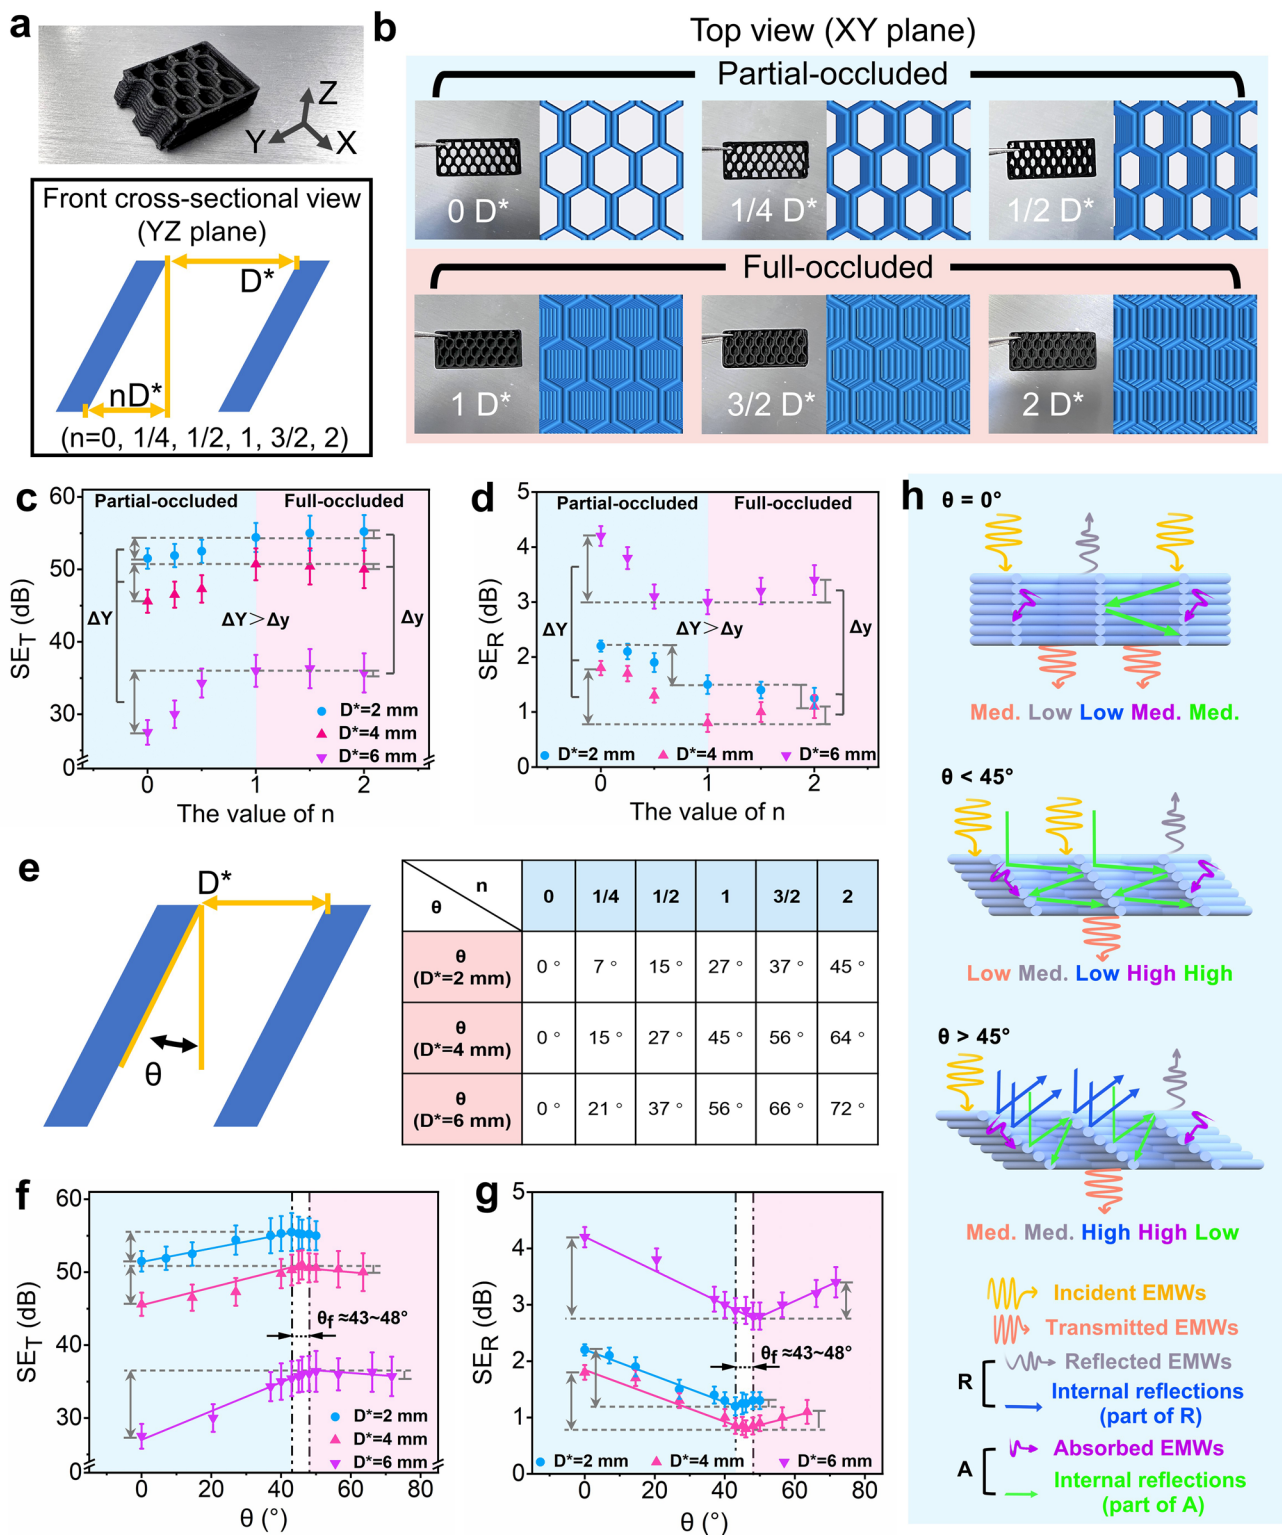 a
Z
Y
X
Front cross-sectional view
(YZ plane)
D*
nD*
(n=0, 1/4, 1/2, 1, 3/2, 2)
b
Top view (XY plane)
Partial-occluded
0 D*
1/4 D*
1/2 D*
Full-occluded
1 D*
3/2 D*
2 D*
c
Partial-occluded
Full-occluded
SE_T (dB)
60
50
40
30
0
ΔY
ΔY＞Δy
Δy
D*=2 mm
D*=4 mm
D*=6 mm
0
1
2
The value of n
d
Partial-occluded
Full-occluded
SE_R (dB)
5
4
3
2
1
0
ΔY
ΔY＞Δy
Δy
D*=2 mm
D*=4 mm
D*=6 mm
0
1
2
The value of n
e
D*
θ
n
θ
0
1/4
1/2
1
3/2
2
θ
(D*=2 mm)
0 °
7 °
15 °
27 °
37 °
45 °
θ
(D*=4 mm)
0 °
15 °
27 °
45 °
56 °
64 °
θ
(D*=6 mm)
0 °
21 °
37 °
56 °
66 °
72 °
f
SE_T (dB)
60
50
40
30
0
θ_f ≈43~48°
D*=2 mm
D*=4 mm
D*=6 mm
0
20
40
60
80
θ (°)
g
SE_R (dB)
5
4
3
2
1
0
θ_f ≈43~48°
D*=2 mm
D*=4 mm
D*=6 mm
0
20
40
60
80
θ (°)
h
θ = 0°
Med. Low Low Med. Med.
θ < 45°
Low Med. Low High High
θ > 45°
Med. Med. High High Low
Incident EMWs
Transmitted EMWs
R
Reflected EMWs
Internal reflections
(part of R)
A
Absorbed EMWs
Internal reflections
(part of A)